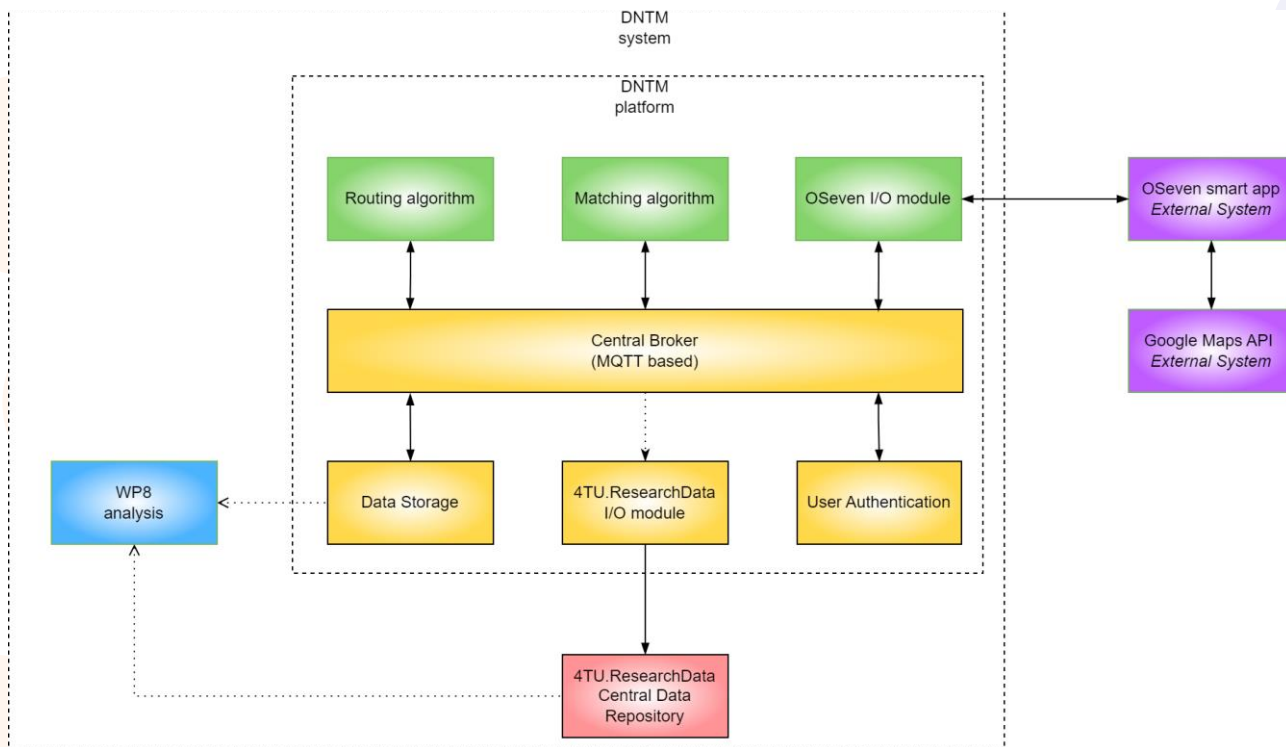 DNTM
system
DNTM
platform
Routing algorithm
Matching algorithm
OSeven I/O module
OSeven smart app
External System
Central Broker
(MQTT based)
Google Maps API
External System
WP8
analysis
Data Storage
4TU.ResearchData
I/O module
User Authentication
4TU.ResearchData
Central Data
Repository